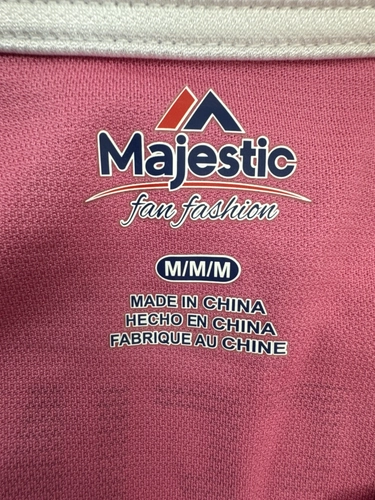 Majestic
fan fashion
M/M/M
MADE IN CHINA
HECHO EN CHINA
FABRIQUE AU CHINE